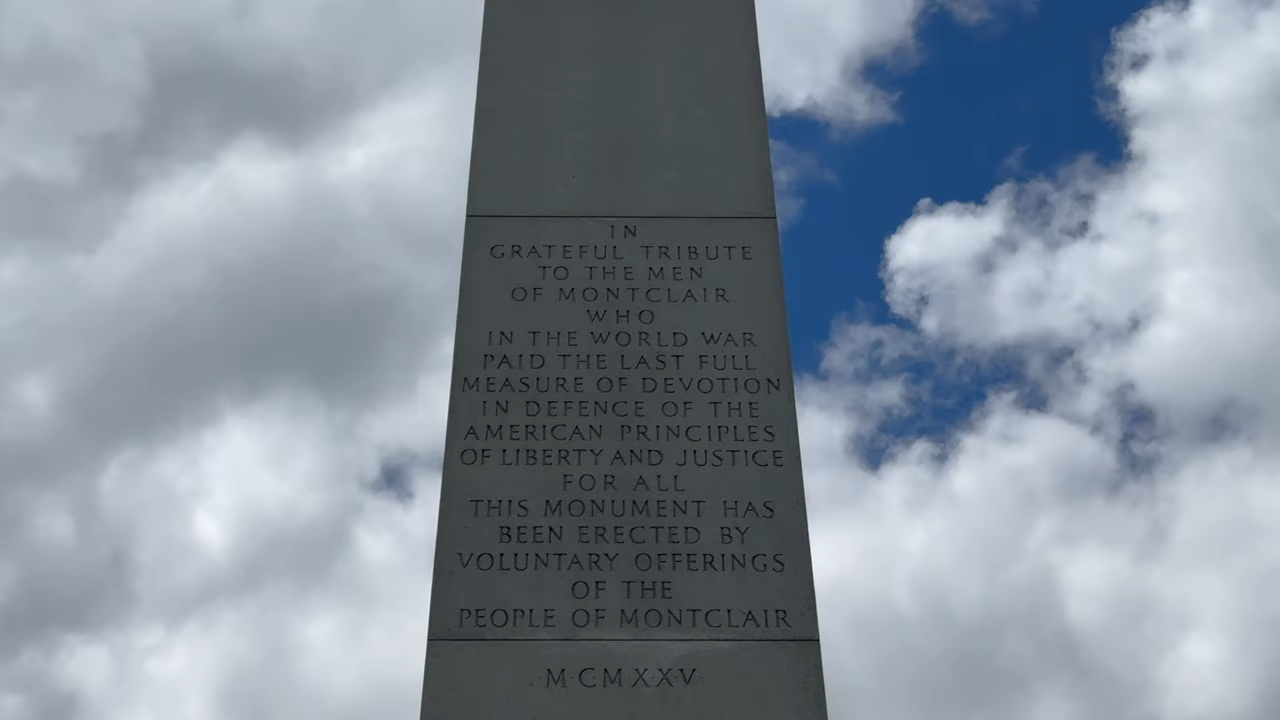 IN
GRATEFUL TRIBUTE
TO THE MEN
OF MONTCLAIR
WHO
IN THE WORLD WAR
PAID THE LAST FULL
MEASURE OF DEVOTION
IN DEFENCE OF THE
AMERICAN PRINCIPLES
OF LIBERTY AND JUSTICE
FOR ALL
THIS MONUMENT HAS
BEEN ERECTED BY
VOLUNTARY OFFERINGS
OF THE
PEOPLE OF MONTCLAIR
M·CM·X·X·V